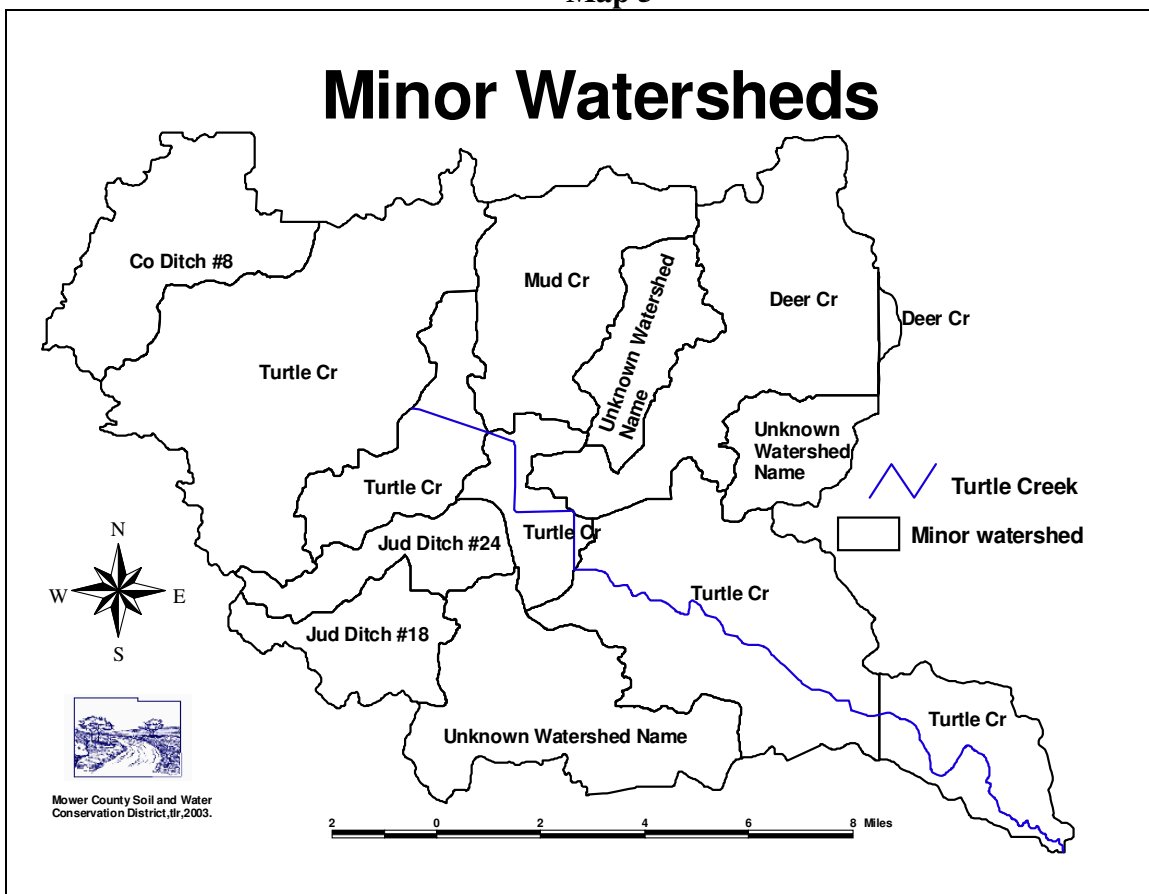 Minor Watersheds
Co Ditch #8
Mud Cr
Unknown Watershed
Name
Deer Cr
Deer Cr
Turtle Cr
Unknown
Watershed
Name
Turtle Creek
Turtle Cr
Minor watershed
Turtle Cr
Jud Ditch #24
Turtle Cr
Jud Ditch #18
Turtle Cr
Unknown Watershed Name
N
W
E
S
Mower County Soil and Water
Conservation District,tlr,2003.
2 0 2 4 6 8 Miles